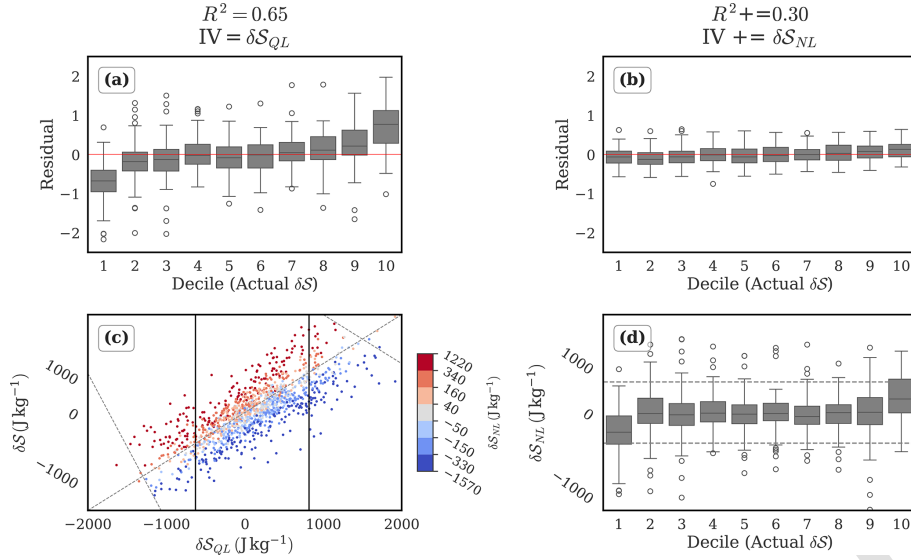 R² = 0.65
IV = δS_QL
R²+=0.30
IV += δS_NL
(a)
Residual
2
1
0
−1
−2
1 2 3 4 5 6 7 8 9 10
Decile (Actual δS)
(b)
Residual
2
1
0
−1
−2
1 2 3 4 5 6 7 8 9 10
Decile (Actual δS)
(c)
δS (J kg⁻¹)
1000
0
−1000
−2000 −1000 0 1000 2000
δS_QL (J kg⁻¹)
1220
340
160
40
−50
−150
−330
−1570
δS_NL (J kg⁻¹)
(d)
δS_NL (J kg⁻¹)
1000
0
−1000
1 2 3 4 5 6 7 8 9 10
Decile (Actual δS)